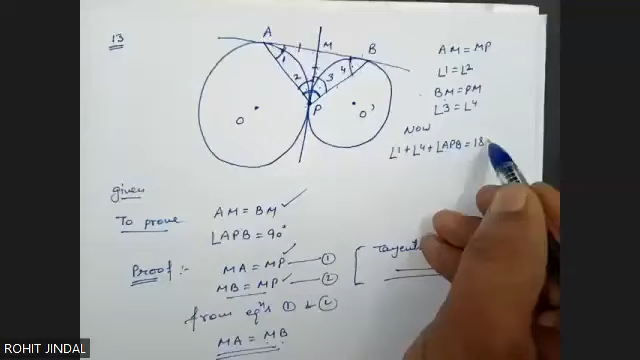 13
A
M
B
1
1
2
3
4
P
O
O'
AM = MP
∠1 = ∠2
BM = PM
∠3 = ∠4
NOW
∠1 + ∠4 + ∠APB = 18
given
To prove AM = BM ✓
∠APB = 90°
Proof :- MA = MP ✓ — ①
MB = MP ✓ — ②
from eqns ① & ②
MA = MB
ROHIT JINDAL